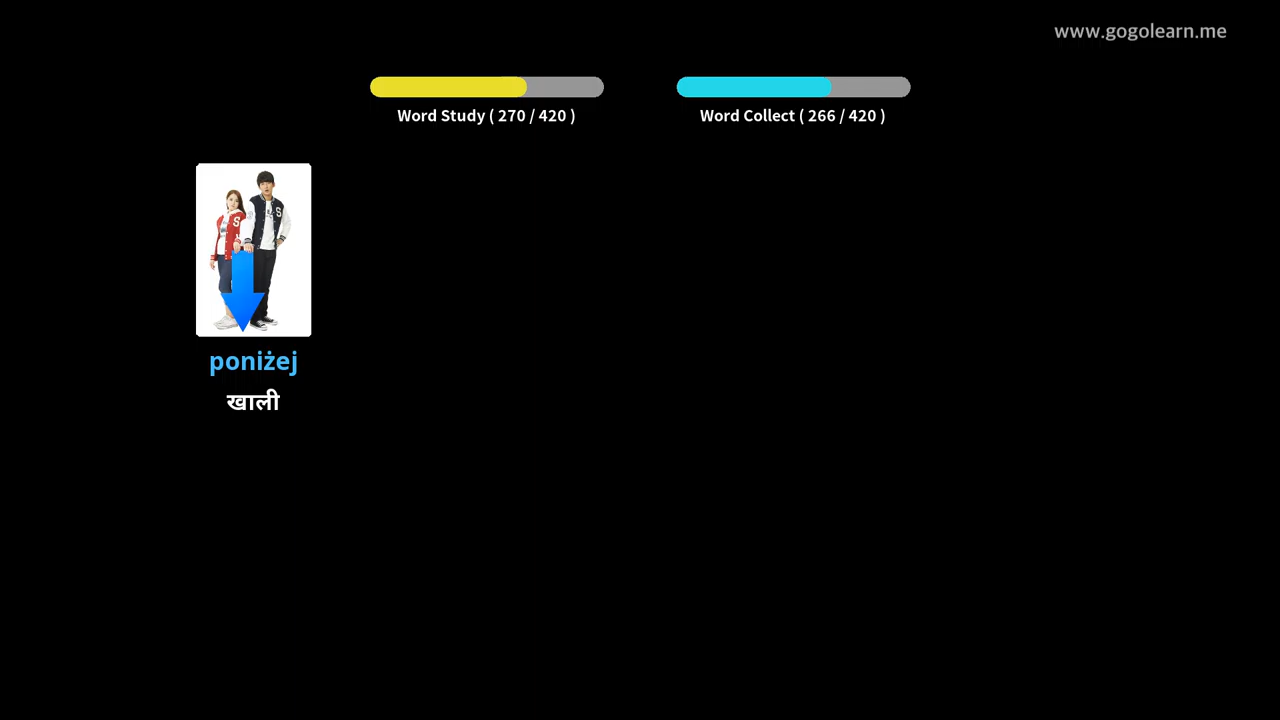 www.gogolearn.me
Word Study ( 270 / 420 )
Word Collect ( 266 / 420 )
S
S
poniżej
खाली